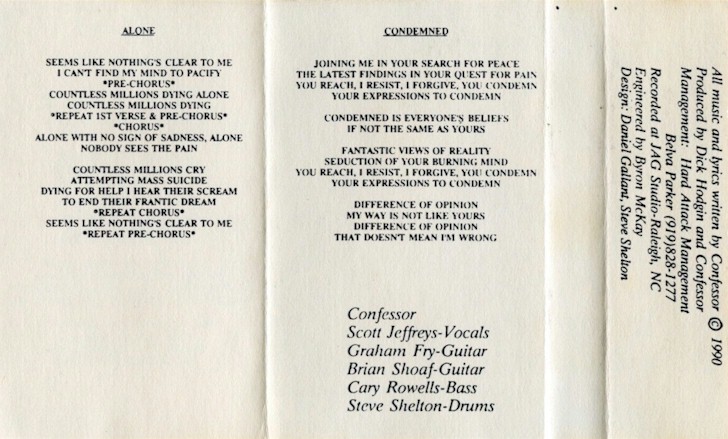 ALONE
SEEMS LIKE NOTHING'S CLEAR TO ME
I CAN'T FIND MY MIND TO PACIFY
*PRE-CHORUS*
COUNTLESS MILLIONS DYING ALONE
COUNTLESS MILLIONS DYING
*REPEAT 1ST VERSE & PRE-CHORUS*
*CHORUS*
ALONE WITH NO SIGN OF SADNESS, ALONE
NOBODY SEES THE PAIN
COUNTLESS MILLIONS CRY
ATTEMPTING MASS SUICIDE
DYING FOR HELP I HEAR THEIR SCREAM
TO END THEIR FRANTIC DREAM
*REPEAT CHORUS*
SEEMS LIKE NOTHING'S CLEAR TO ME
*REPEAT PRE-CHORUS*
CONDEMNED
JOINING ME IN YOUR SEARCH FOR PEACE
THE LATEST FINDINGS IN YOUR QUEST FOR PAIN
YOU REACH, I RESIST, I FORGIVE, YOU CONDEMN
YOUR EXPRESSIONS TO CONDEMN
CONDEMNED IS EVERYONE'S BELIEFS
IF NOT THE SAME AS YOURS
FANTASTIC VIEWS OF REALITY
SEDUCTION OF YOUR BURNING MIND
YOU REACH, I RESIST, I FORGIVE, YOU CONDEMN
YOUR EXPRESSIONS TO CONDEMN
DIFFERENCE OF OPINION
MY WAY IS NOT LIKE YOURS
DIFFERENCE OF OPINION
THAT DOESN'T MEAN I'M WRONG
Confessor
Scott Jeffreys-Vocals
Graham Fry-Guitar
Brian Shoaf-Guitar
Cary Rowells-Bass
Steve Shelton-Drums
All music and lyrics written by Confessor © 1990
Produced by Dick Hodgin and Confessor
Management: Hard Attack Management
Belva Parker (919)828-1277
Recorded at JAG Studio-Raleigh, NC
Engineered by Byron McKay
Design: Daniel Gallant, Steve Shelton